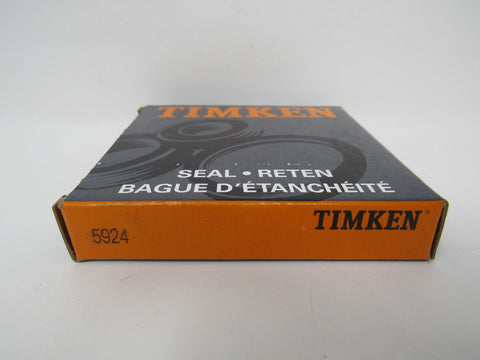 TIMKEN
SEAL • RETEN
BAGUE D'ÉTANCHÉITÉ
5924
TIMKEN